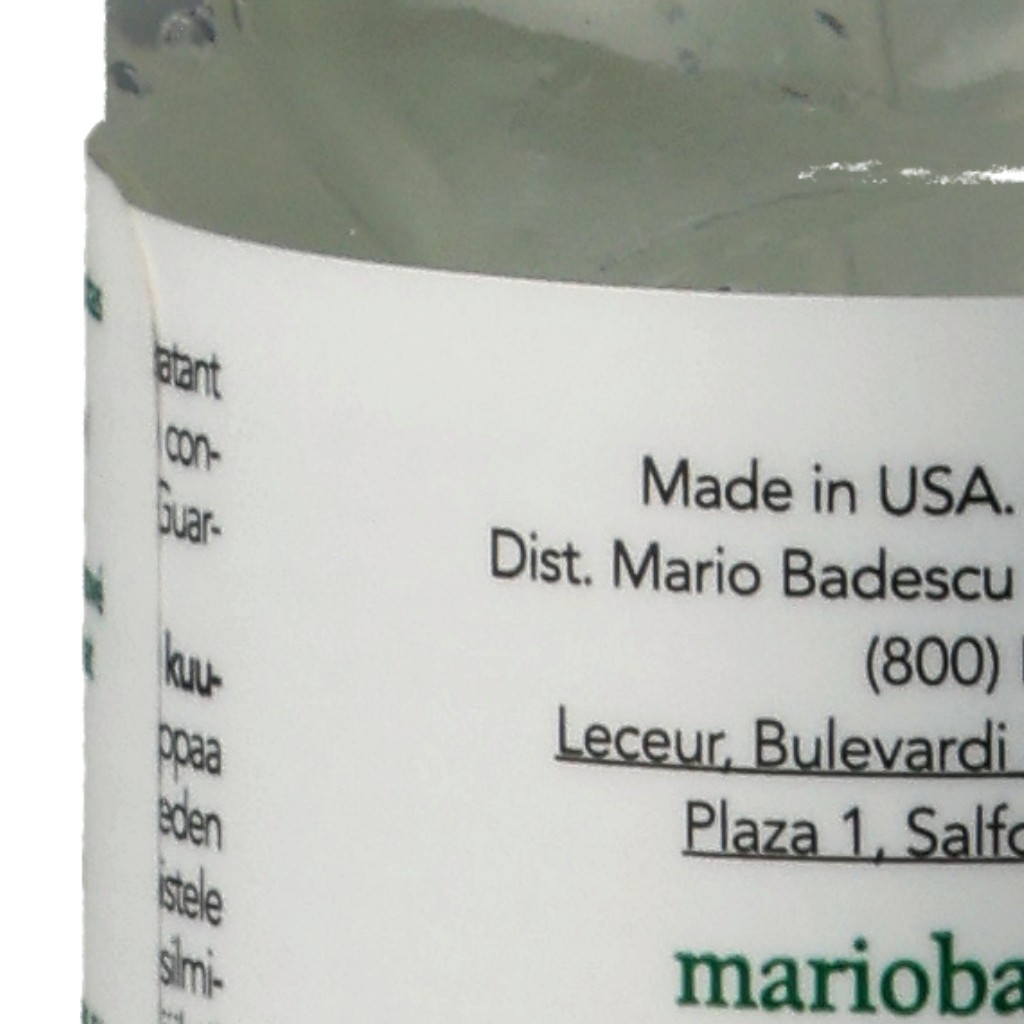 atant
con-
Guar-
kuu-
ppaa
eden
istele
silmi-
Made in USA.
Dist. Mario Badescu
(800)
Leceur, Bulevardi
Plaza 1, Salfo
marioba